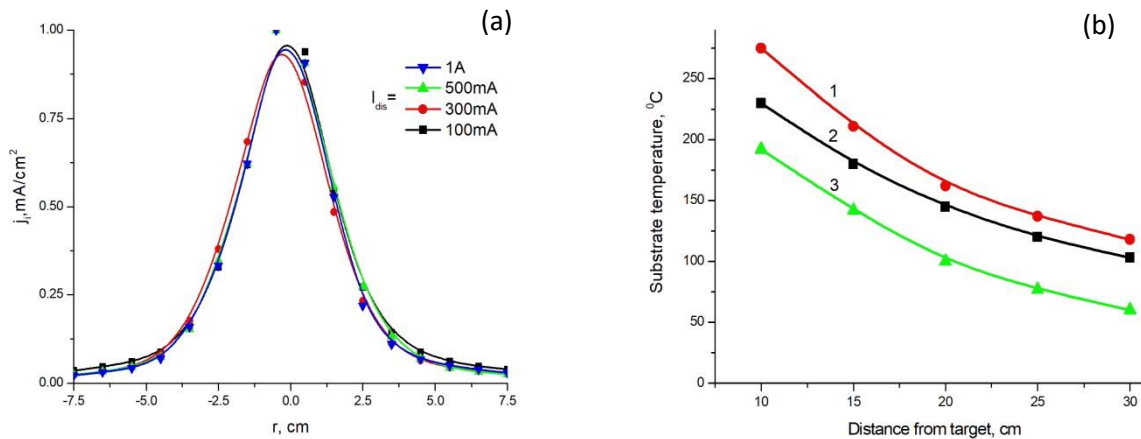 (a)
1.00
0.75
0.50
0.25
0.00
jᵢ,mA/cm²
I_dis=
1A
500mA
300mA
100mA
-7.5 -5.0 -2.5 0.0 2.5 5.0 7.5
r, cm
(b)
250
200
150
100
50
0
Substrate temperature, ⁰C
1
2
3
10 15 20 25 30
Distance from target, cm